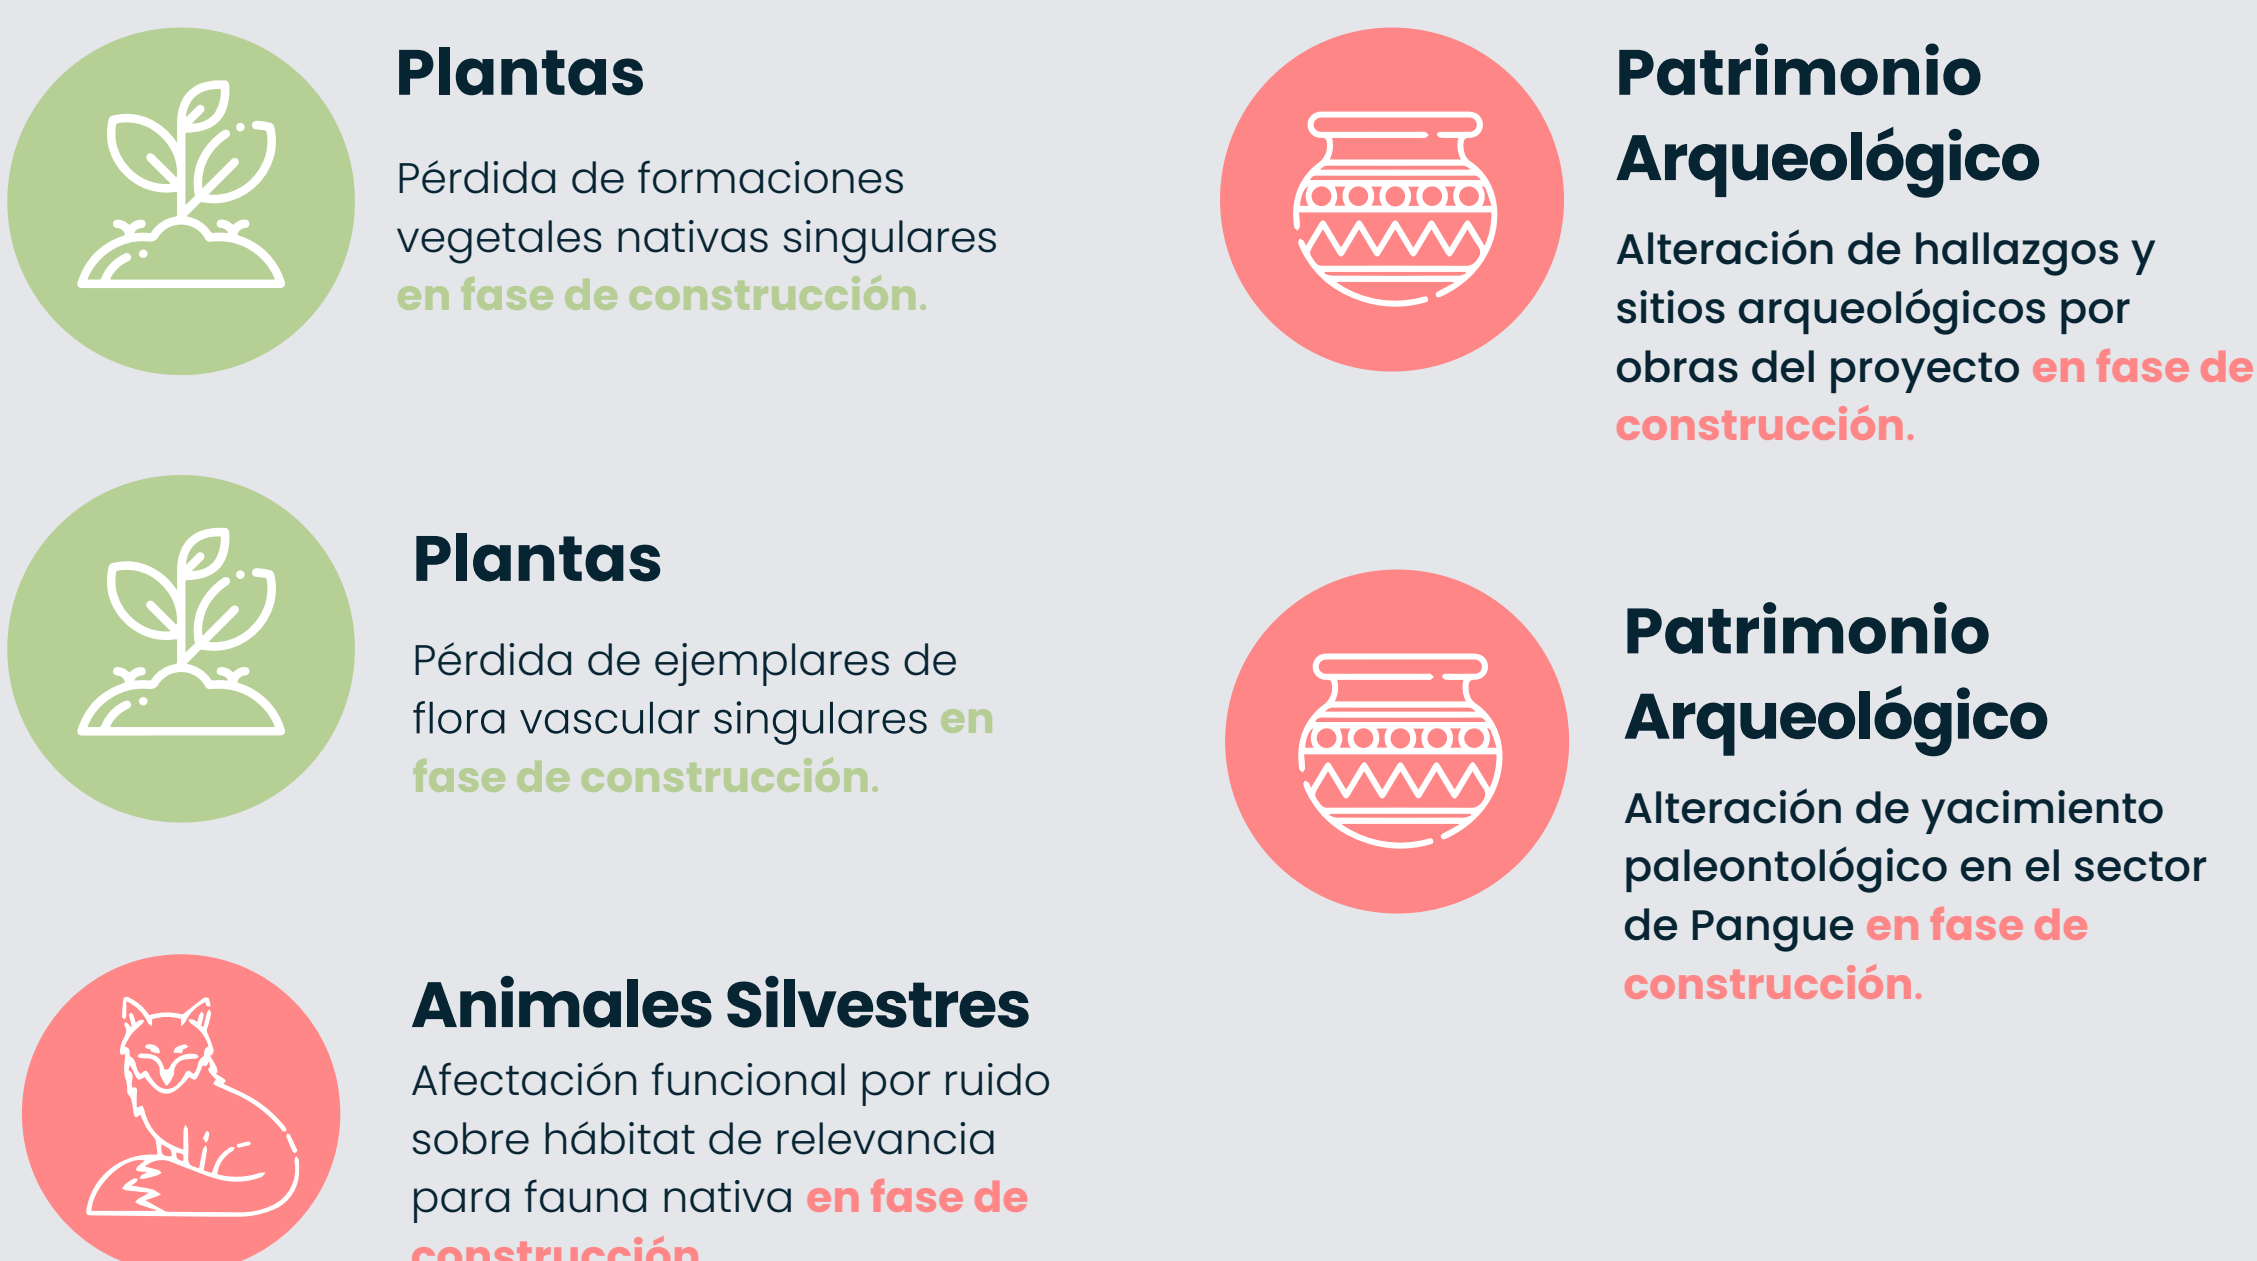 Plantas
Pérdida de formaciones
vegetales nativas singulares
en fase de construcción.
Plantas
Pérdida de ejemplares de
flora vascular singulares en
fase de construcción.
Animales Silvestres
Afectación funcional por ruido
sobre hábitat de relevancia
para fauna nativa en fase de
construcción
Patrimonio
Arqueológico
Alteración de hallazgos y
sitios arqueológicos por
obras del proyecto en fase de
construcción.
Patrimonio
Arqueológico
Alteración de yacimiento
paleontológico en el sector
de Pangue en fase de
construcción.